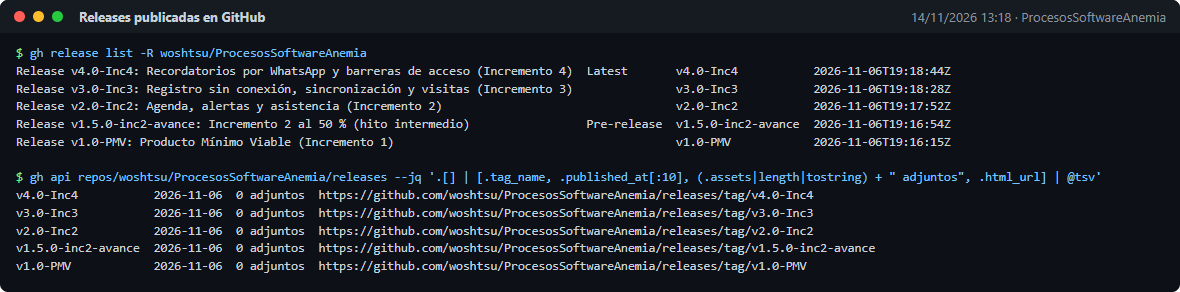 Releases publicadas en GitHub
14/11/2026 13:18 · ProcesosSoftwareAnemia
$ gh release list -R woshtsu/ProcesosSoftwareAnemia
Release v4.0-Inc4: Recordatorios por WhatsApp y barreras de acceso (Incremento 4)  Latest       v4.0-Inc4           2026-11-06T19:18:44Z
Release v3.0-Inc3: Registro sin conexión, sincronización y visitas (Incremento 3)               v3.0-Inc3           2026-11-06T19:18:28Z
Release v2.0-Inc2: Agenda, alertas y asistencia (Incremento 2)                                  v2.0-Inc2           2026-11-06T19:17:52Z
Release v1.5.0-inc2-avance: Incremento 2 al 50 % (hito intermedio)                 Pre-release  v1.5.0-inc2-avance  2026-11-06T19:16:54Z
Release v1.0-PMV: Producto Mínimo Viable (Incremento 1)                                         v1.0-PMV            2026-11-06T19:16:15Z
$ gh api repos/woshtsu/ProcesosSoftwareAnemia/releases --jq '.[] | [.tag_name, .published_at[:10], (.assets|length|tostring) + " adjuntos", .html_url] | @tsv'
v4.0-Inc4           2026-11-06  0 adjuntos  https://github.com/woshtsu/ProcesosSoftwareAnemia/releases/tag/v4.0-Inc4
v3.0-Inc3           2026-11-06  0 adjuntos  https://github.com/woshtsu/ProcesosSoftwareAnemia/releases/tag/v3.0-Inc3
v2.0-Inc2           2026-11-06  0 adjuntos  https://github.com/woshtsu/ProcesosSoftwareAnemia/releases/tag/v2.0-Inc2
v1.5.0-inc2-avance  2026-11-06  0 adjuntos  https://github.com/woshtsu/ProcesosSoftwareAnemia/releases/tag/v1.5.0-inc2-avance
v1.0-PMV            2026-11-06  0 adjuntos  https://github.com/woshtsu/ProcesosSoftwareAnemia/releases/tag/v1.0-PMV